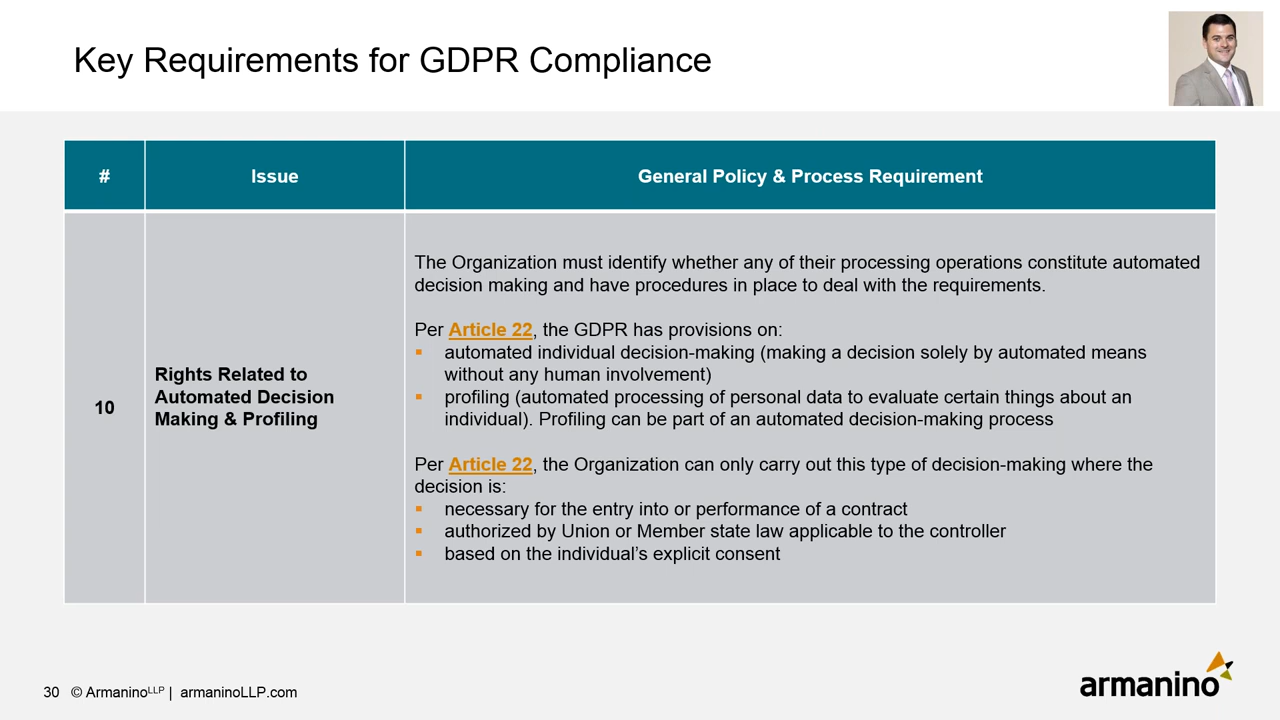 Key Requirements for GDPR Compliance
# Issue General Policy & Process Requirement
The Organization must identify whether any of their processing operations constitute automated
decision making and have procedures in place to deal with the requirements.
Per Article 22, the GDPR has provisions on:
▪ automated individual decision-making (making a decision solely by automated means
without any human involvement)
▪ profiling (automated processing of personal data to evaluate certain things about an
individual). Profiling can be part of an automated decision-making process
10
Rights Related to
Automated Decision
Making & Profiling
Per Article 22, the Organization can only carry out this type of decision-making where the
decision is:
▪ necessary for the entry into or performance of a contract
▪ authorized by Union or Member state law applicable to the controller
▪ based on the individual’s explicit consent
30 © ArmaninoLLP | armaninoLLP.com
armanino